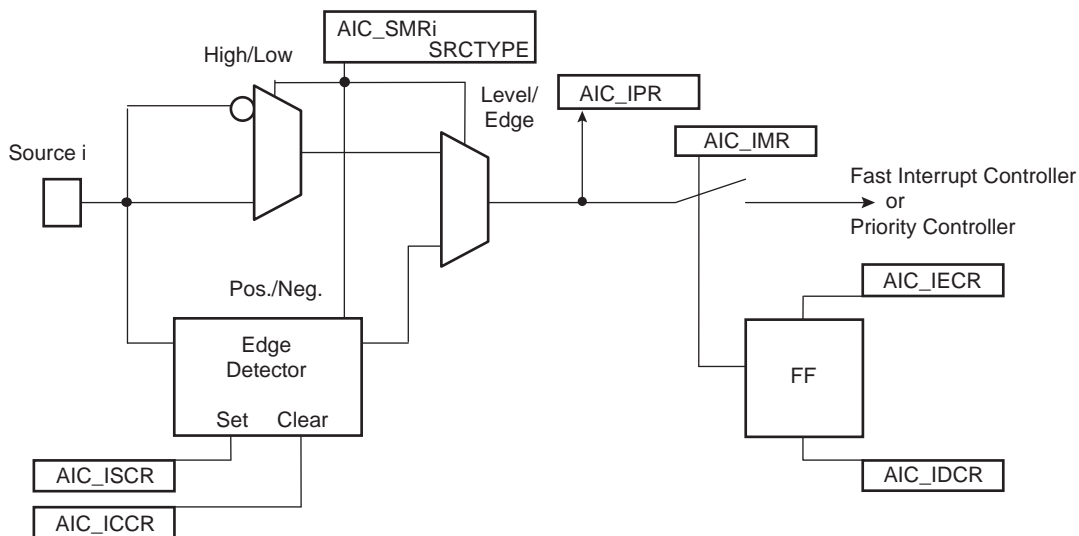 AIC_SMRi
SRCTYPE
High/Low
Level/
Edge
AIC_IPR
AIC_IMR
Source i
Fast Interrupt Controller
or
Priority Controller
AIC_IECR
Pos./Neg.
Edge
Detector
FF
Set Clear
AIC_ISCR
AIC_IDCR
AIC_ICCR